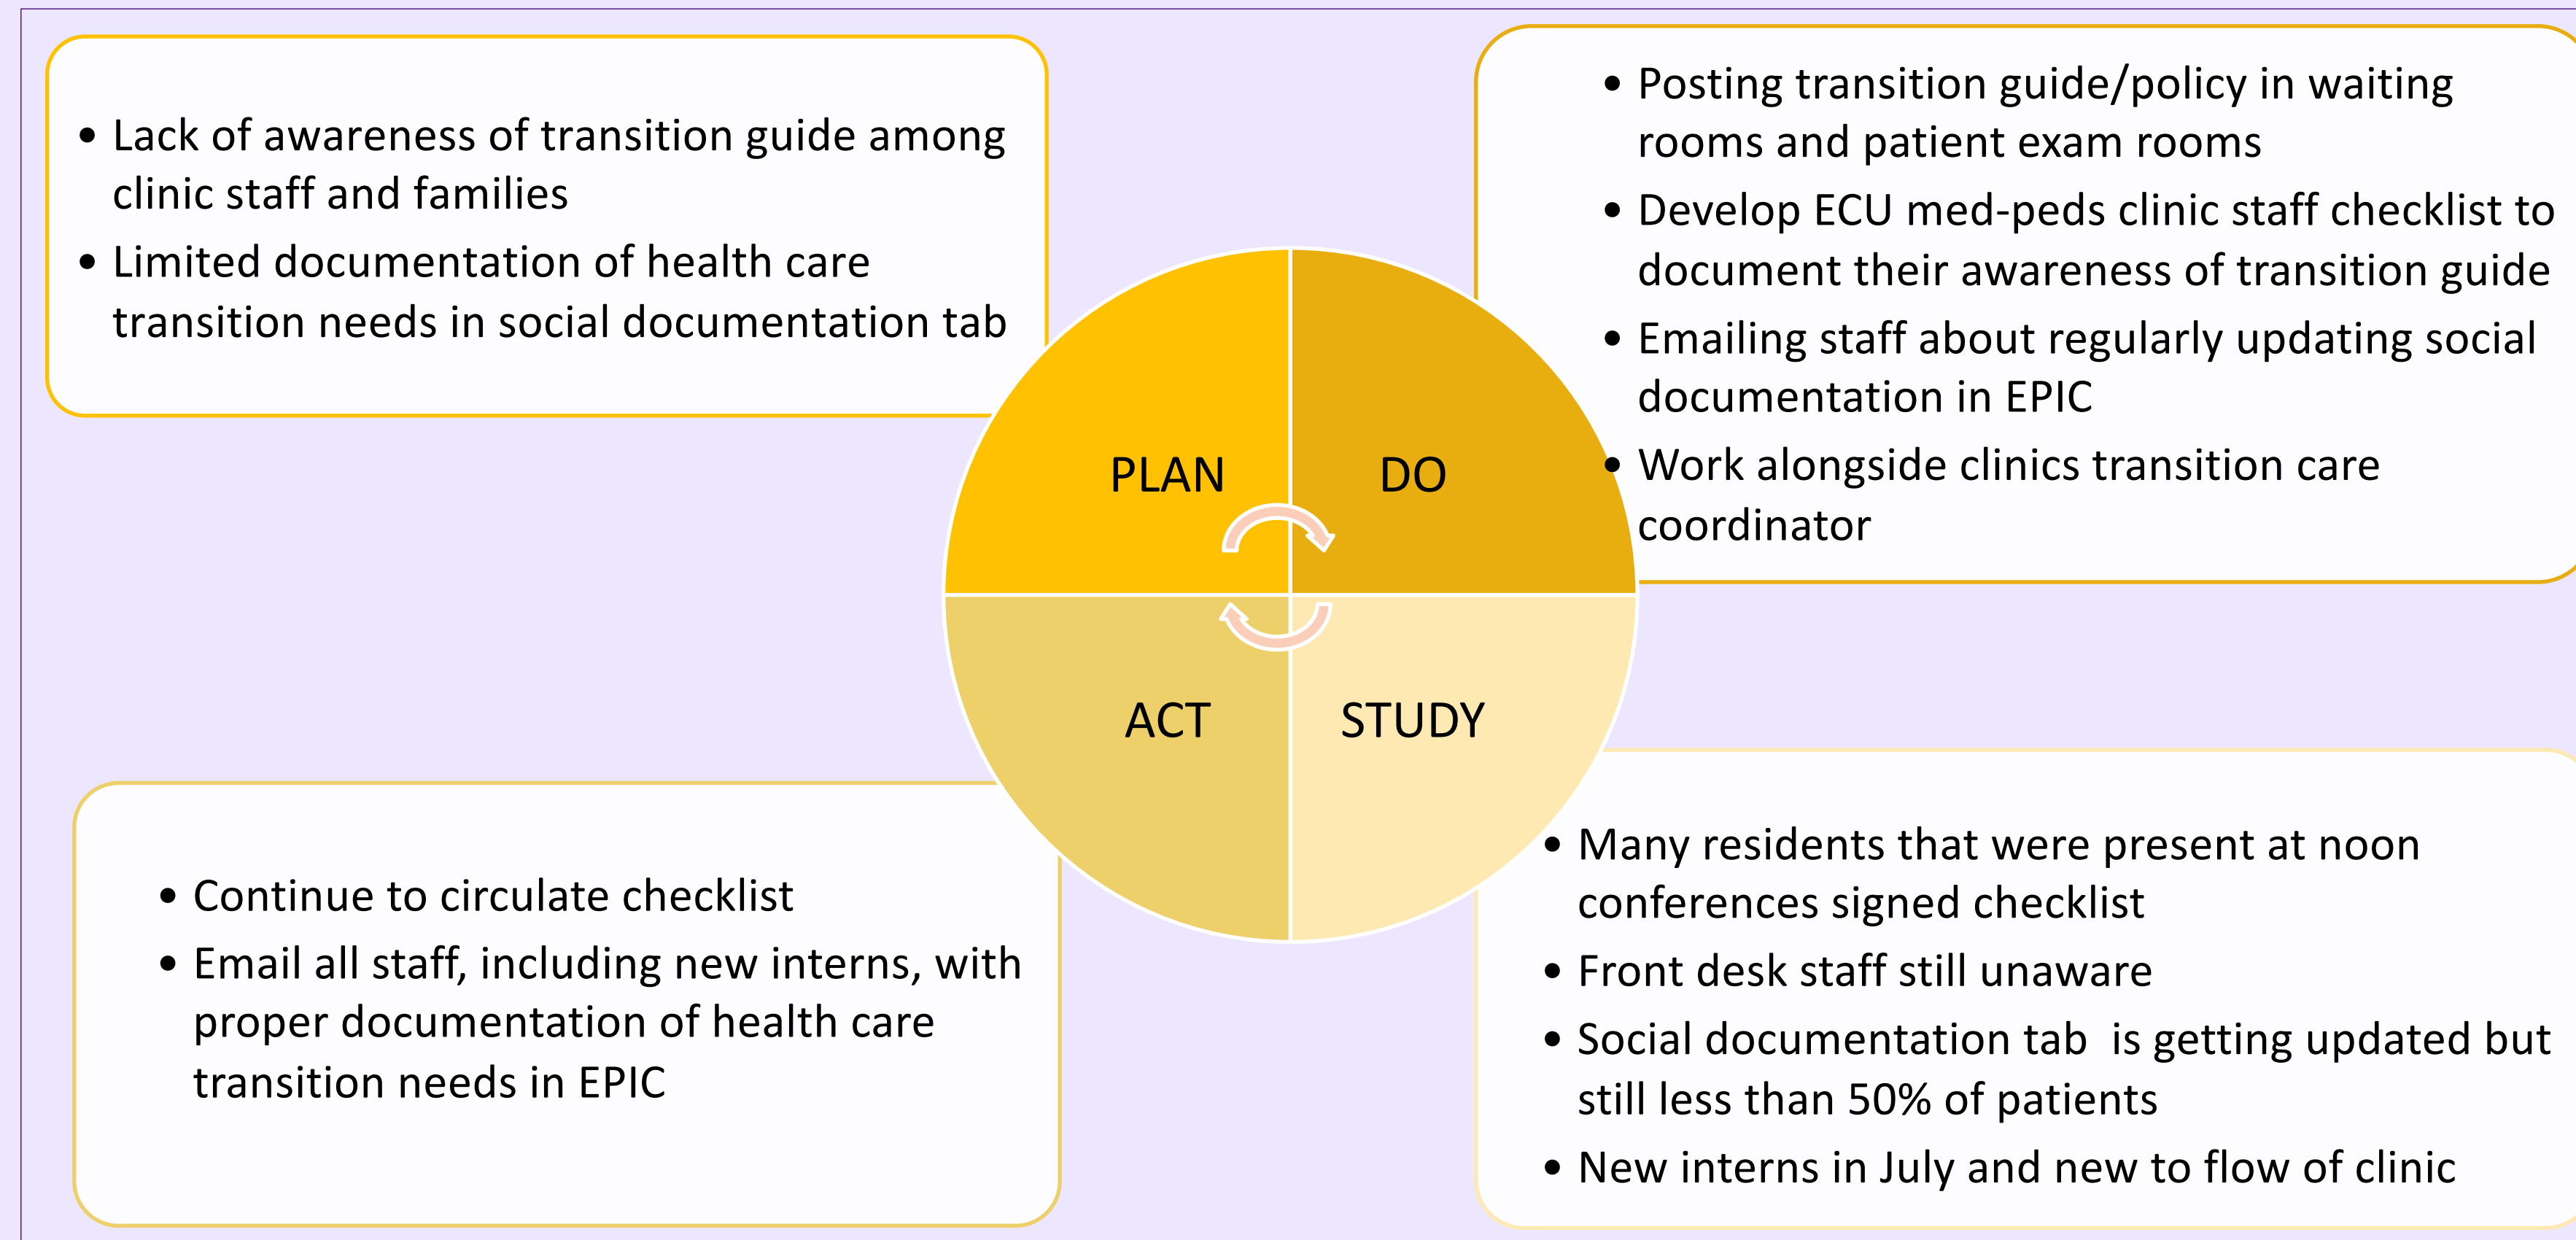 • Lack of awareness of transition guide among
clinic staff and families
• Limited documentation of health care
transition needs in social documentation tab
• Posting transition guide/policy in waiting
rooms and patient exam rooms
• Develop ECU med-peds clinic staff checklist to
document their awareness of transition guide
• Emailing staff about regularly updating social
documentation in EPIC
• Work alongside clinics transition care
coordinator
PLAN
DO
ACT
STUDY
• Continue to circulate checklist
• Email all staff, including new interns, with
proper documentation of health care
transition needs in EPIC
• Many residents that were present at noon
conferences signed checklist
• Front desk staff still unaware
• Social documentation tab  is getting updated but
still less than 50% of patients
• New interns in July and new to flow of clinic